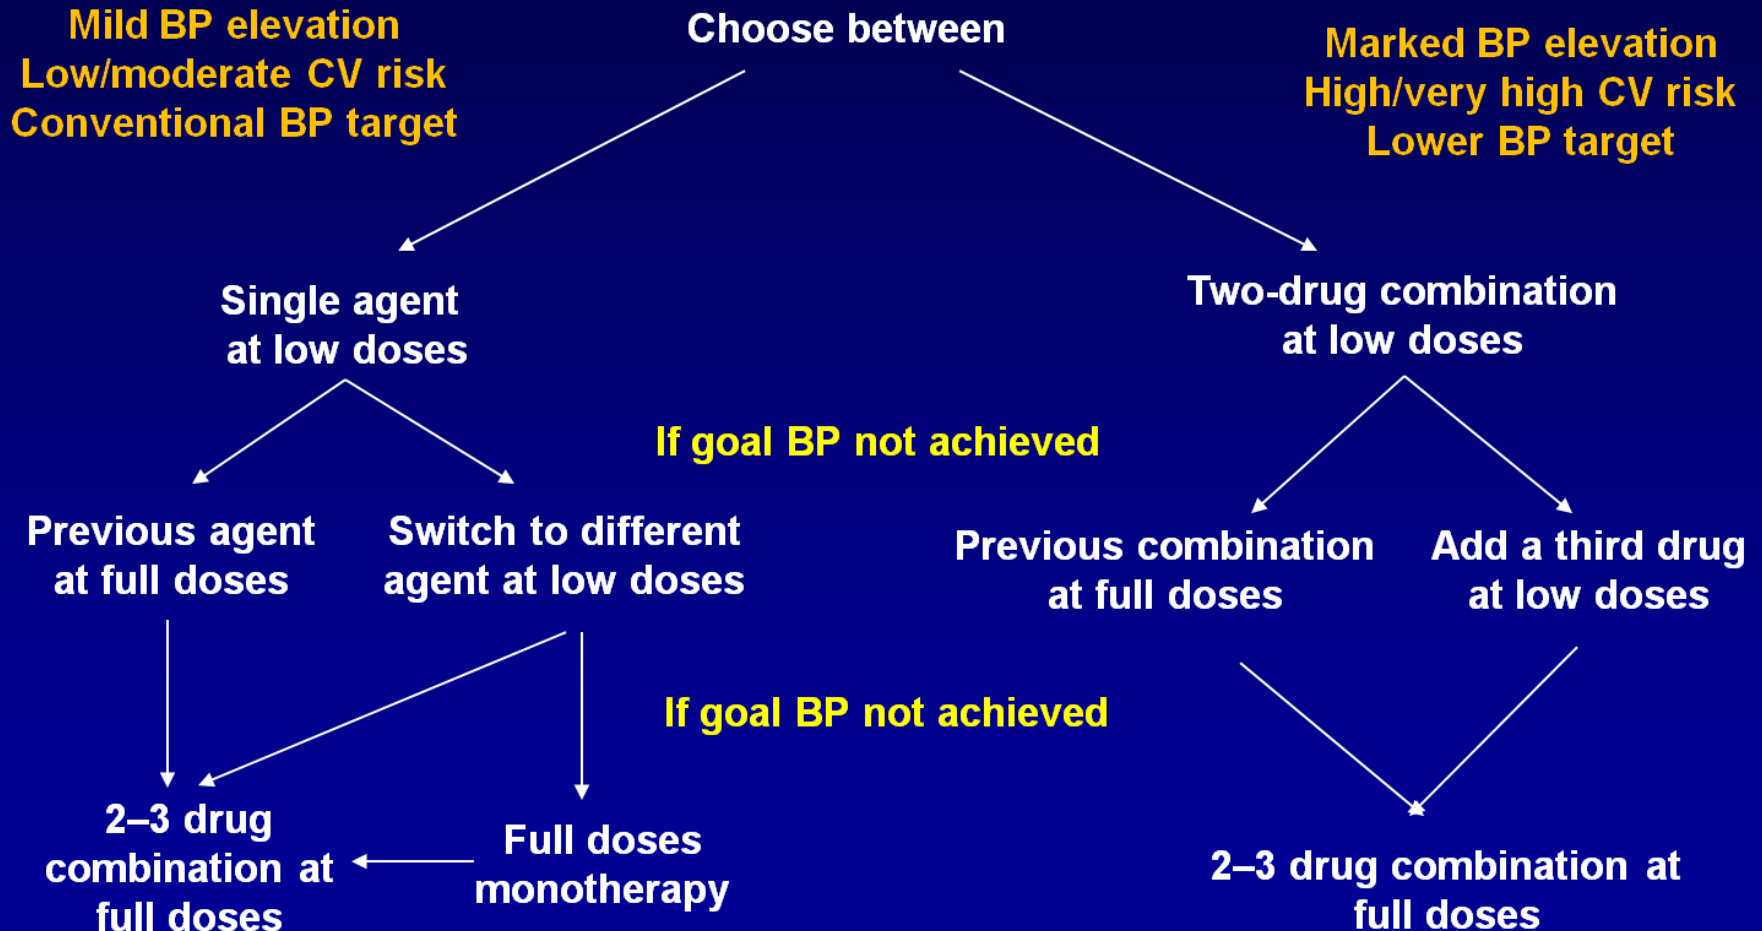 Mild BP elevation
Low/moderate CV risk
Conventional BP target
Choose between
Marked BP elevation
High/very high CV risk
Lower BP target
Single agent
at low doses
Two-drug combination
at low doses
If goal BP not achieved
Previous agent
at full doses
Switch to different
agent at low doses
Previous combination
at full doses
Add a third drug
at low doses
If goal BP not achieved
2–3 drug
combination at
full doses
Full doses
monotherapy
2–3 drug combination at
full doses